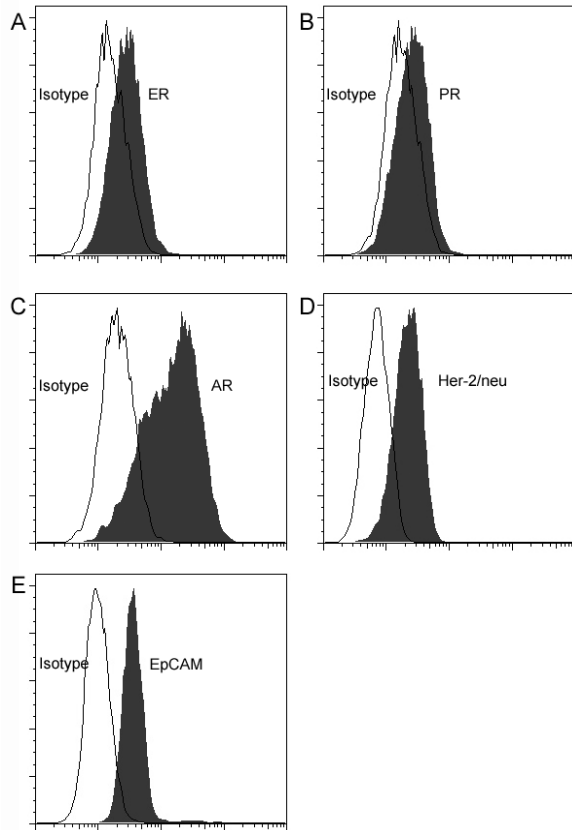 A
B
Isotype
ER
Isotype
PR
C
D
Isotype
AR
Isotype
Her-2/neu
E
Isotype
EpCAM